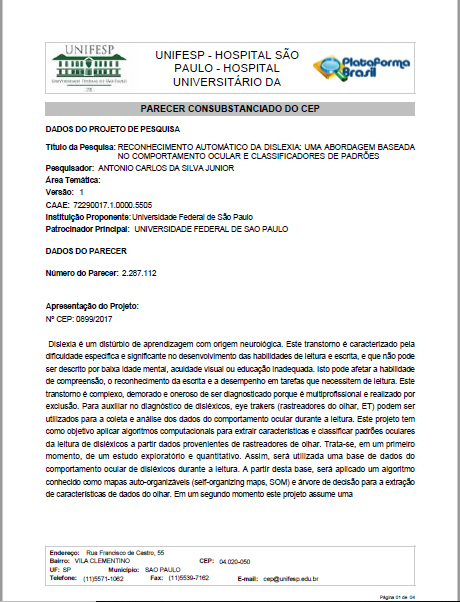 UNIFESP
UNIFESP - HOSPITAL SÃO
PAULO - HOSPITAL
UNIVERSITÁRIO DA
Plataforma
Brasil
PARECER CONSUBSTANCIADO DO CEP
DADOS DO PROJETO DE PESQUISA
Título da Pesquisa: RECONHECIMENTO AUTOMÁTICO DA DISLEXIA: UMA ABORDAGEM BASEADA
NO COMPORTAMENTO OCULAR E CLASSIFICADORES DE PADRÕES
Pesquisador: ANTONIO CARLOS DA SILVA JUNIOR
Área Temática:
Versão: 1
CAAE: 72290017.1.0000.5505
Instituição Proponente: Universidade Federal de São Paulo
Patrocinador Principal: UNIVERSIDADE FEDERAL DE SAO PAULO
DADOS DO PARECER
Número do Parecer: 2.287.112
Apresentação do Projeto:
Nº CEP: 0899/2017
Dislexia é um distúrbio de aprendizagem com origem neurológica. Este transtorno é caracterizado pela
dificuldade específica e significante no desenvolvimento das habilidades de leitura e escrita, e que não pode
ser descrito por baixa idade mental, acuidade visual ou educação inadequada. Isto pode afetar a habilidade
de compreensão, o reconhecimento da escrita e a desempenho em tarefas que necessitem de leitura. Este
transtorno é complexo, demorado e oneroso de ser diagnosticado porque é multiprofissional e realizado por
exclusão. Para auxiliar no diagnóstico de disléxicos, eye trakers (rastreadores do olhar, ET) podem ser
utilizados para a coleta e análise dos dados do comportamento ocular durante a leitura. Este projeto tem
como objetivo aplicar algoritmos computacionais para extrair características e classificar padrões oculares
da leitura de disléxicos a partir dados provenientes de rastreadores de olhar. Trata-se, em um primeiro
momento, de um estudo exploratório e quantitativo. Assim, será utilizada uma base de dados do
comportamento ocular de disléxicos durante a leitura. A partir desta base, será aplicado um algoritmo
conhecido como mapas auto-organizáveis (self-organizing maps, SOM) e árvore de decisão para a extração
de características de dados do olhar. Em um segundo momento este projeto assume uma
Endereço: Rua Francisco de Castro, 55
Bairro: VILA CLEMENTINO CEP: 04.020-050
UF: SP Município: SAO PAULO
Telefone: (11)5571-1062 Fax: (11)5539-7162 E-mail: cep@unifesp.edu.br
Página 01 de 04